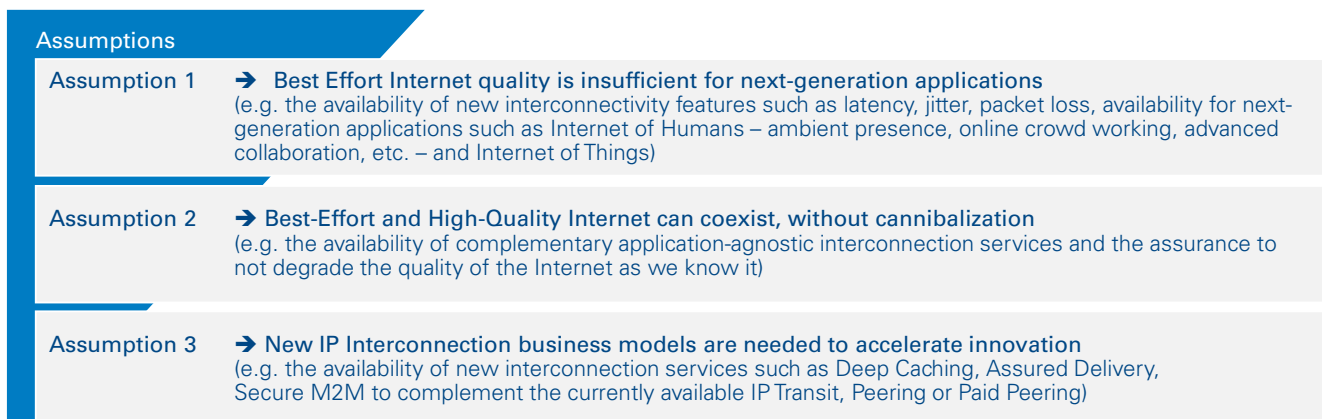 Assumptions
Assumption 1 ➔ Best Effort Internet quality is insufficient for next-generation applications
(e.g. the availability of new interconnectivity features such as latency, jitter, packet loss, availability for next-
generation applications such as Internet of Humans – ambient presence, online crowd working, advanced
collaboration, etc. – and Internet of Things)
Assumption 2 ➔ Best-Effort and High-Quality Internet can coexist, without cannibalization
(e.g. the availability of complementary application-agnostic interconnection services and the assurance to
not degrade the quality of the Internet as we know it)
Assumption 3 ➔ New IP Interconnection business models are needed to accelerate innovation
(e.g. the availability of new interconnection services such as Deep Caching, Assured Delivery,
Secure M2M to complement the currently available IP Transit, Peering or Paid Peering)